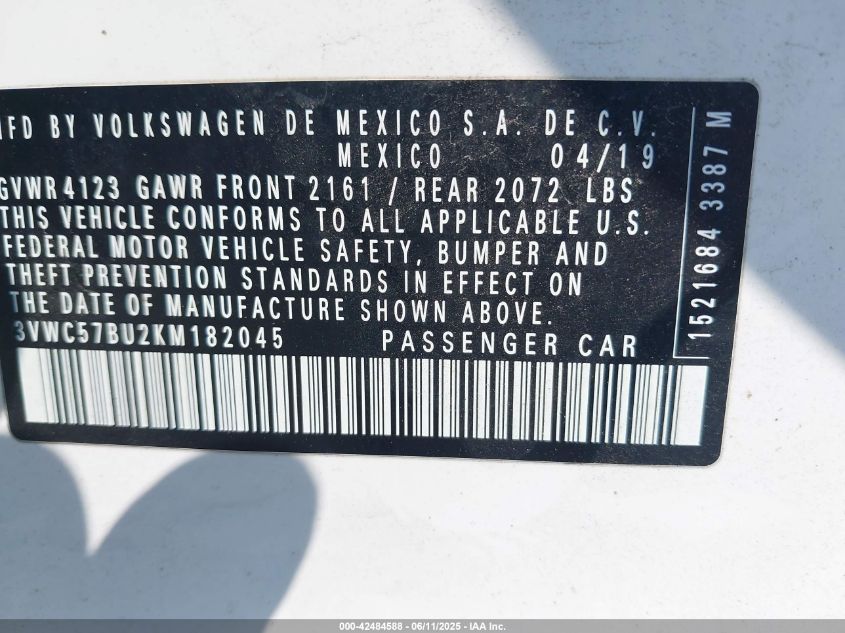 MFD BY VOLKSWAGEN DE MEXICO S.A. DE C.V.
MEXICO 04/19
GVWR 4123 GAWR FRONT 2161 / REAR 2072 LBS
THIS VEHICLE CONFORMS TO ALL APPLICABLE U.S.
FEDERAL MOTOR VEHICLE SAFETY, BUMPER AND
THEFT PREVENTION STANDARDS IN EFFECT ON
THE DATE OF MANUFACTURE SHOWN ABOVE.
3VWC57BU2KM182045 PASSENGER CAR
1521684 3387 M
000-42484588 - 06/11/2025 - IAA Inc.